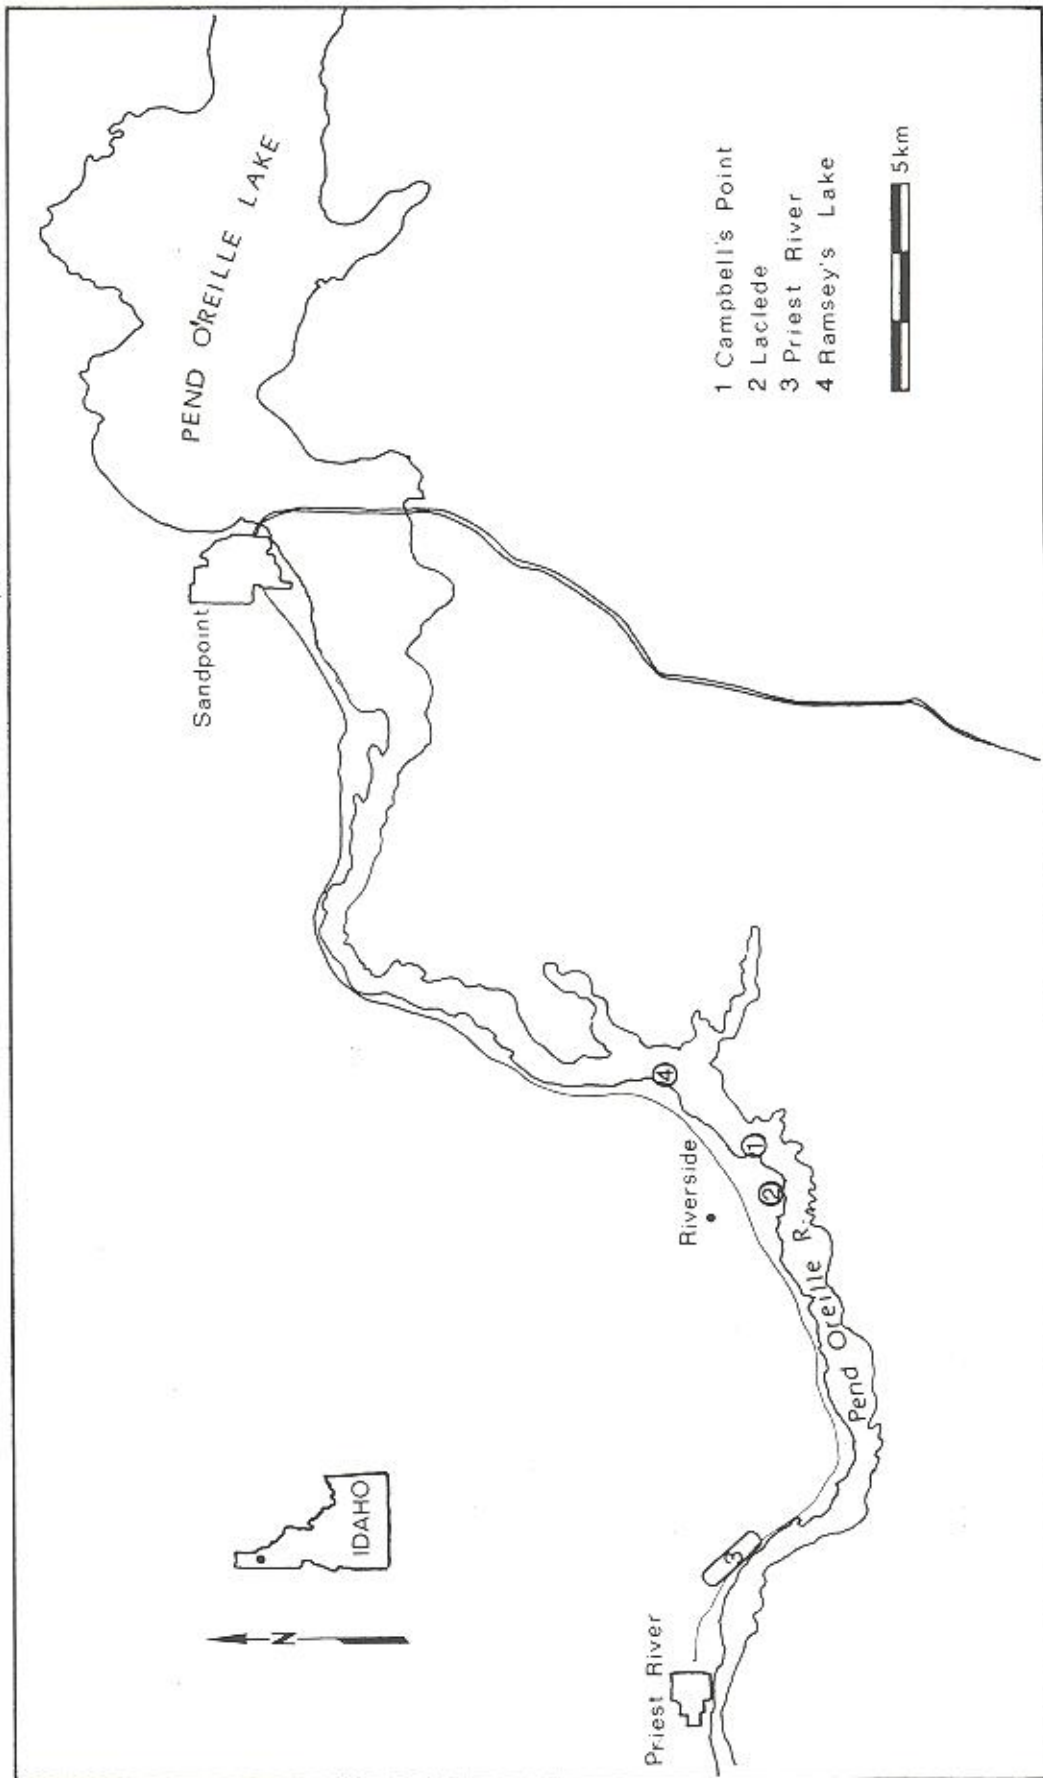 PEND O'REILLE LAKE
Sandpoint
N
IDAHO
Riverside
Priest River
3
4
1
2
Pend Oreille R.
1 Campbell's Point
2 Laclede
3 Priest River
4 Ramsey's Lake
5km